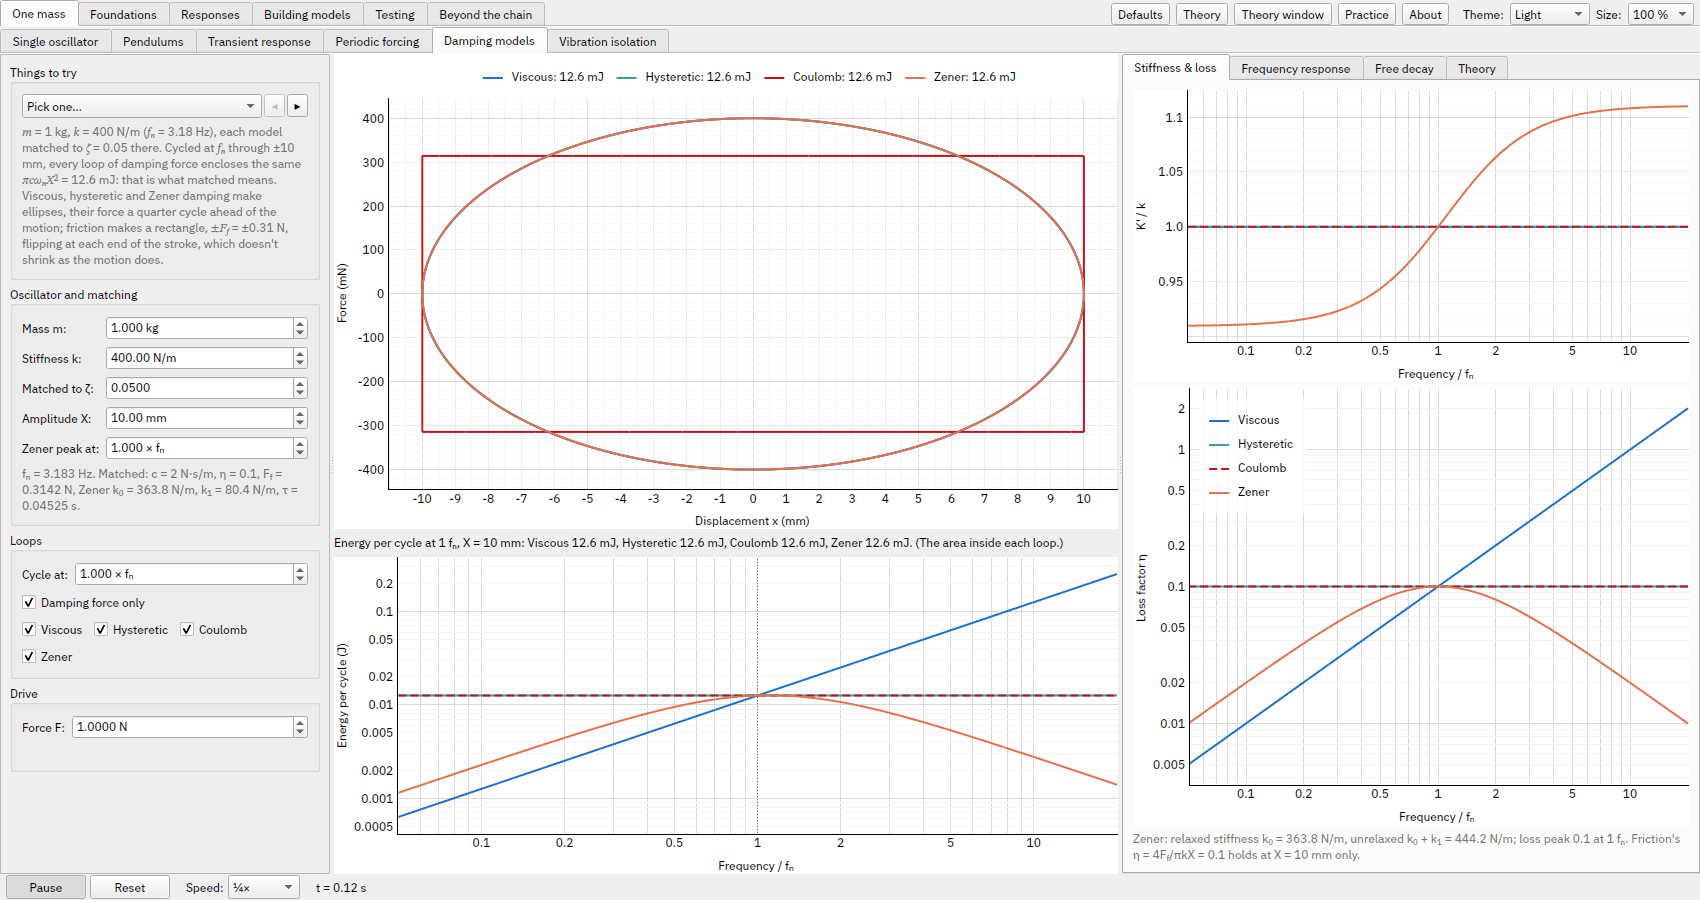 One mass
Foundations
Responses
Building models
Testing
Beyond the chain
Defaults
Theory
Theory window
Practice
About
Theme:
Light
Size:
100 %
Single oscillator
Pendulums
Transient response
Periodic forcing
Damping models
Vibration isolation
Things to try
Pick one...
m = 1 kg, k = 400 N/m (fₙ = 3.18 Hz), each model
matched to ζ = 0.05 there. Cycled at fₙ through ±10
mm, every loop of damping force encloses the same
πcωₙX² = 12.6 mJ: that is what matched means.
Viscous, hysteretic and Zener damping make
ellipses, their force a quarter cycle ahead of the
motion; friction makes a rectangle, ±F_f = ±0.31 N,
flipping at each end of the stroke, which doesn't
shrink as the motion does.
Oscillator and matching
Mass m:
1.000 kg
Stiffness k:
400.00 N/m
Matched to ζ:
0.0500
Amplitude X:
10.00 mm
Zener peak at:
1.000 × fₙ
fₙ = 3.183 Hz. Matched: c = 2 N·s/m, η = 0.1, F_f =
0.3142 N, Zener k₀ = 363.8 N/m, k₁ = 80.4 N/m, τ =
0.04525 s.
Loops
Cycle at:
1.000 × fₙ
Damping force only
Viscous
Hysteretic
Coulomb
Zener
Drive
Force F:
1.0000 N
Pause
Reset
Speed:
¼×
t = 0.12 s
Viscous: 12.6 mJ
Hysteretic: 12.6 mJ
Coulomb: 12.6 mJ
Zener: 12.6 mJ
Force (mN)
400
300
200
100
0
-100
-200
-300
-400
-10 -9 -8 -7 -6 -5 -4 -3 -2 -1 0 1 2 3 4 5 6 7 8 9 10
Displacement x (mm)
Energy per cycle at 1 fₙ, X = 10 mm: Viscous 12.6 mJ, Hysteretic 12.6 mJ, Coulomb 12.6 mJ, Zener 12.6 mJ. (The area inside each loop.)
Energy per cycle (J)
0.2
0.1
0.05
0.02
0.01
0.005
0.002
0.001
0.0005
0.1 0.2 0.5 1 2 5 10
Frequency / fₙ
Stiffness & loss
Frequency response
Free decay
Theory
K' / k
1.1
1.05
1.0
0.95
0.1 0.2 0.5 1 2 5 10
Frequency / fₙ
Loss factor η
2
1
0.5
0.2
0.1
0.05
0.02
0.01
0.005
Viscous
Hysteretic
Coulomb
Zener
0.1 0.2 0.5 1 2 5 10
Frequency / fₙ
Zener: relaxed stiffness k₀ = 363.8 N/m, unrelaxed k₀ + k₁ = 444.2 N/m; loss peak 0.1 at 1 fₙ. Friction's
η = 4F_f/πkX = 0.1 holds at X = 10 mm only.